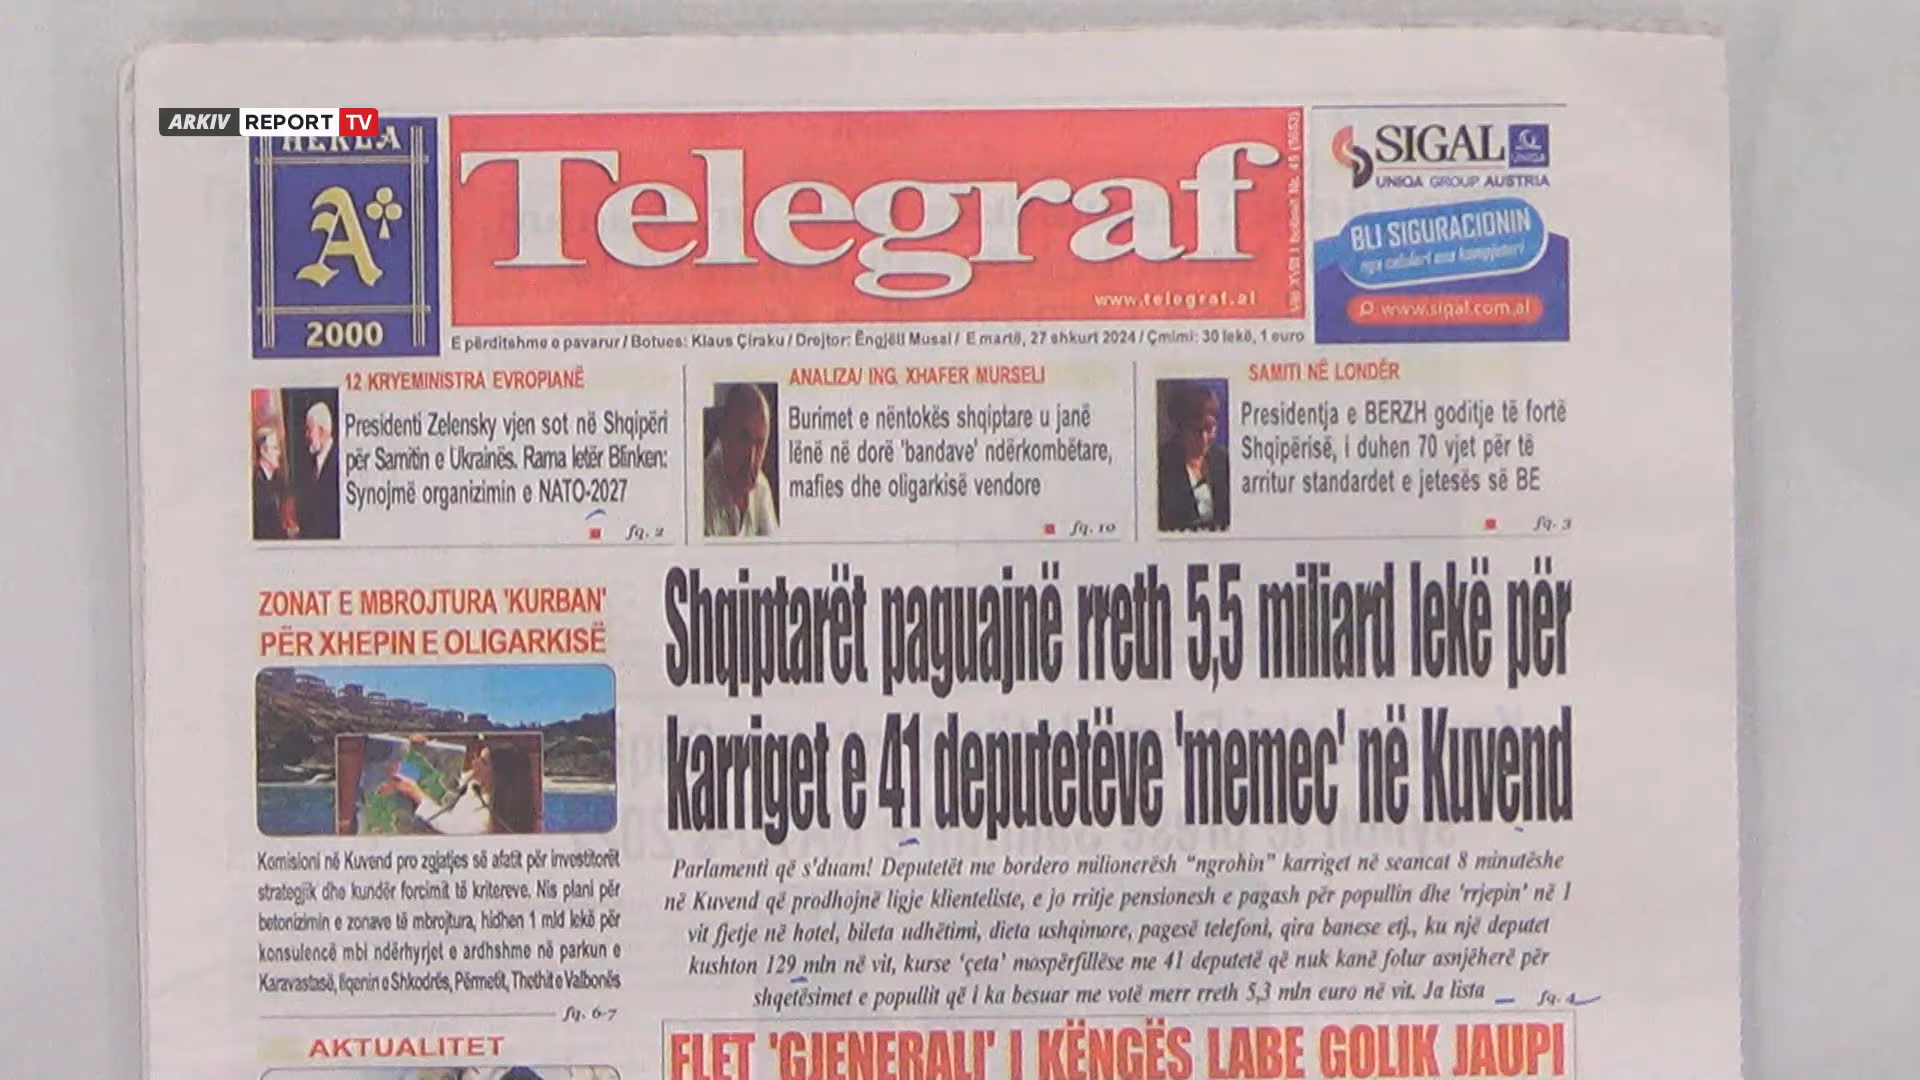 ARKIV REPORT TV
HEKLA
A
2000
Telegraf
www.telegraf.al
SIGAL
UNIQA
UNIQA GROUP AUSTRIA
BLI SIGURACIONIN
nga celulari ose kompjuteri
www.sigal.com.al
E përditshme e pavarur / Botues: Klaus Çiraku / Drejtor: Ëngjëll Musai / E martë, 27 shkurt 2024 / Çmimi: 30 lekë, 1 euro
12 KRYEMINISTRA EVROPIANË
Presidenti Zelensky vjen sot në Shqipëri
për Samitin e Ukrainës. Rama letër Blinken:
Synojmë organizimin e NATO-2027
fq. 2
ANALIZA/ ING. XHAFER MURSELI
Burimet e nëntokës shqiptare u janë
lënë në dorë 'bandave' ndërkombëtare,
mafies dhe oligarkisë vendore
fq. 10
SAMITI NË LONDËR
Presidentja e BERZH goditje të fortë
Shqipërisë, i duhen 70 vjet për të
arritur standardet e jetesës së BE
fq. 3
ZONAT E MBROJTURA 'KURBAN'
PËR XHEPIN E OLIGARKISË
Komisioni në Kuvend pro zgjatjes së afatit për investitorët
strategjik dhe kundër forcimit të kritereve. Nis plani për
betonizimin e zonave të mbrojtura, hidhen 1 mld lekë për
konsulencë mbi ndërhyrjet e ardhshme në parkun e
Karavastasë, liqenin e Shkodrës, Përmetit, Thethit e Valbonës
fq. 6-7
AKTUALITET
Shqiptarët paguajnë rreth 5,5 miliard lekë për
karriget e 41 deputetëve 'memec' në Kuvend
Parlamenti që s'duam! Deputetët me bordero milionerësh “ngrohin” karriget në seancat 8 minutëshe
në Kuvend që prodhojnë ligje klienteliste, e jo rritje pensionesh e pagash për popullin dhe 'rrjepin' në 1
vit fjetje në hotel, bileta udhëtimi, dieta ushqimore, pagesë telefoni, qira banese etj., ku një deputet
kushton 129 mln në vit, kurse ‘çeta’ mospërfillëse me 41 deputetë që nuk kanë folur asnjëherë për
shqetësimet e popullit që i ka besuar me votë merr rreth 5,3 mln euro në vit. Ja lista
fq. 4
FLET 'GJENERALI' I KËNGËS LABE GOLIK JAUPI